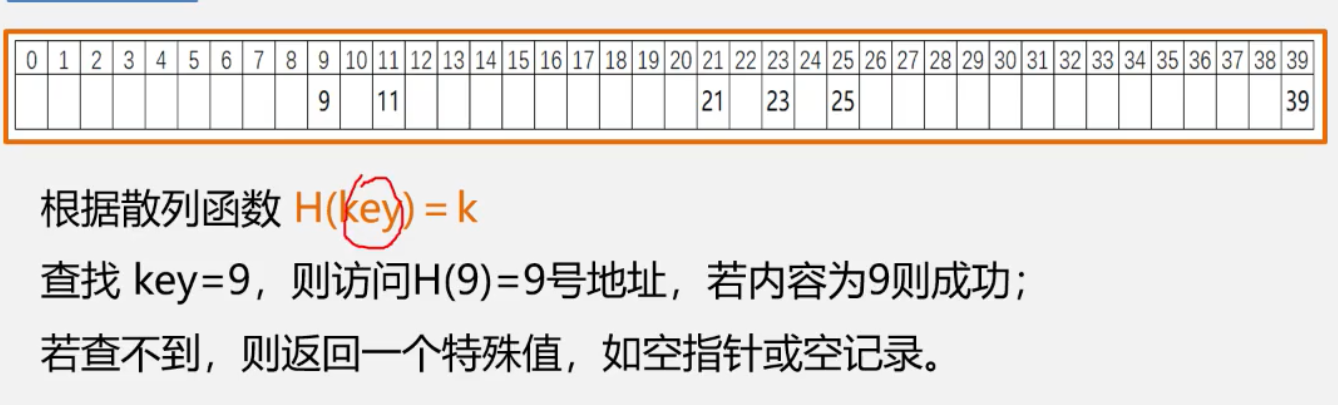 0 1 2 3 4 5 6 7 8 9 10 11 12 13 14 15 16 17 18 19 20 21 22 23 24 25 26 27 28 29 30 31 32 33 34 35 36 37 38 39
9 11 21 23 25 39
根据散列函数 H(key) = k
查找 key=9，则访问H(9)=9号地址，若内容为9则成功；
若查不到，则返回一个特殊值，如空指针或空记录。